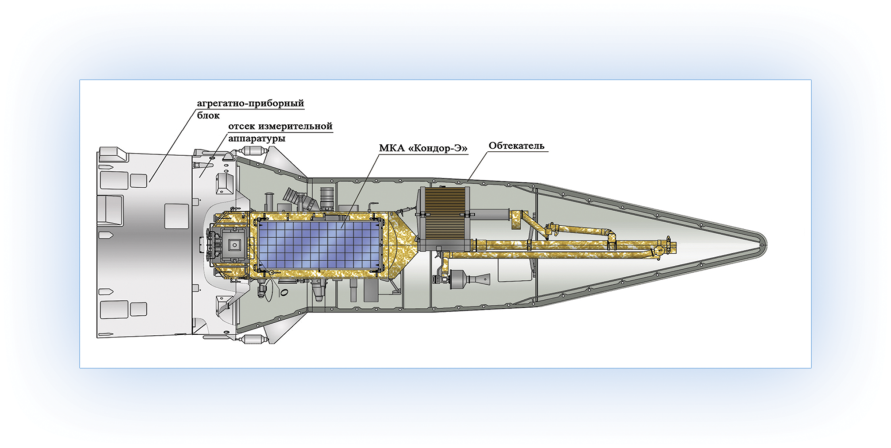 агрегатно-приборный
блок
отсек измерительной
аппаратуры
МКА «Кондор-Э»
Обтекатель